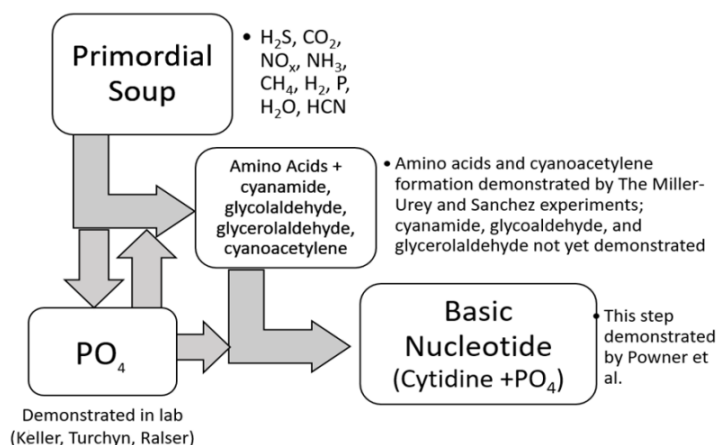 Primordial
Soup
• H₂S, CO₂,
NOₓ, NH₃,
CH₄, H₂, P,
H₂O, HCN
Amino Acids +
cyanamide,
glycolaldehyde,
glycerolaldehyde,
cyanoacetylene
• Amino acids and cyanoacetylene
formation demonstrated by The Miller-
Urey and Sanchez experiments;
cyanamide, glycoaldehyde, and
glycerolaldehyde not yet demonstrated
PO₄
Demonstrated in lab
(Keller, Turchyn, Ralser)
Basic
Nucleotide
(Cytidine +PO₄)
• This step
demonstrated
by Powner et
al.